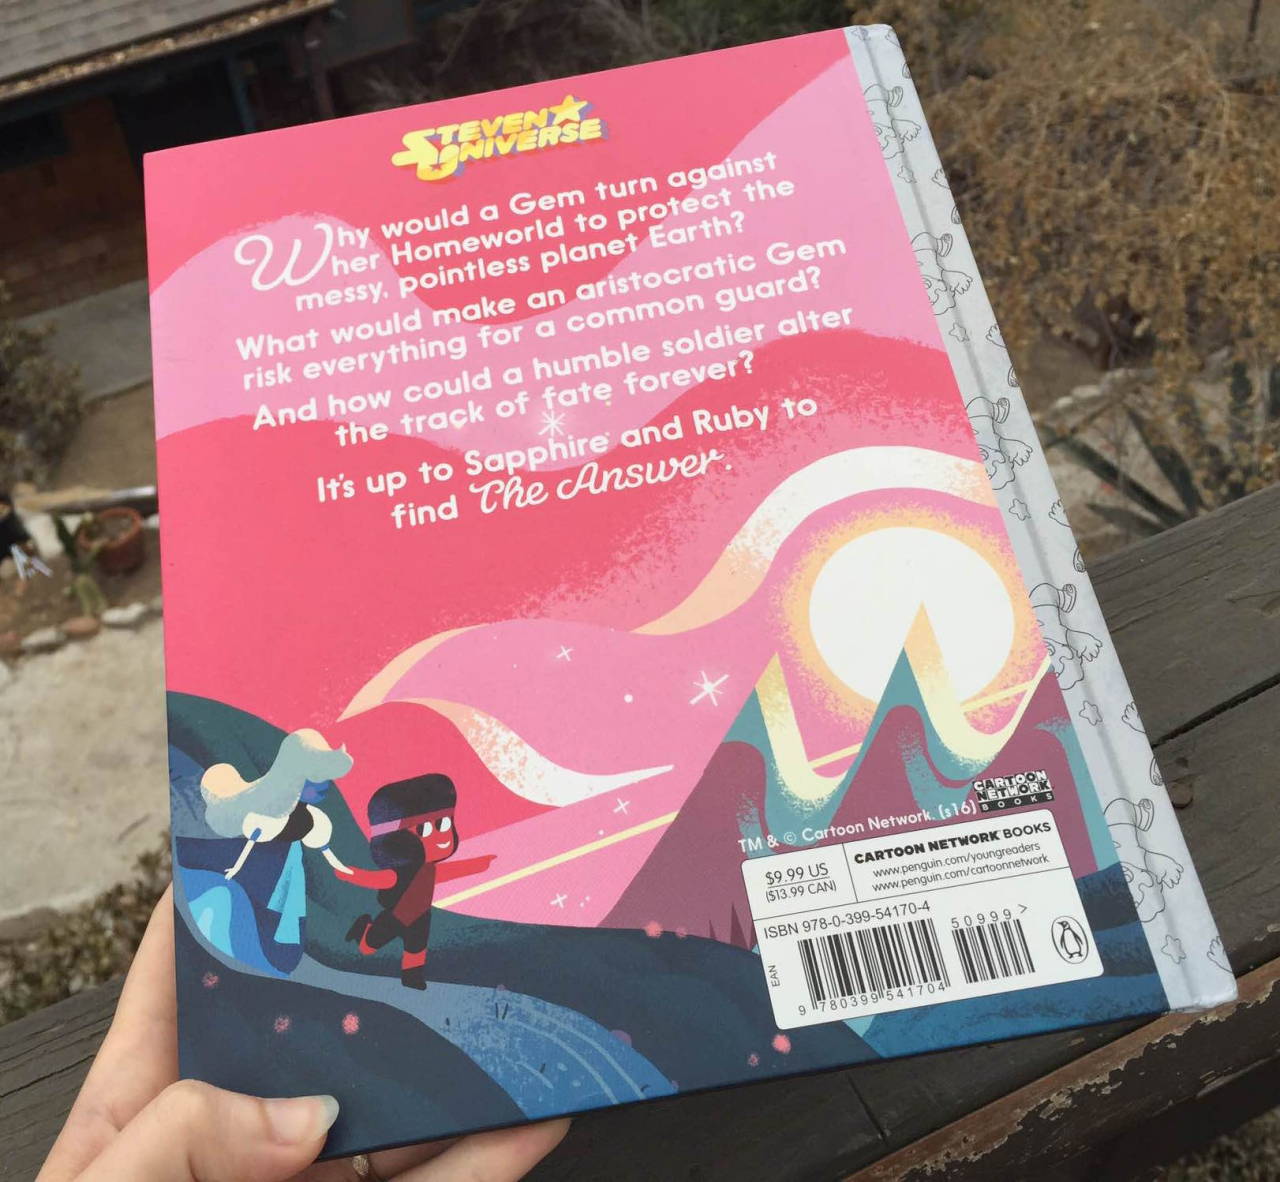 STEVEN
UNIVERSE
Why would a Gem turn against
her Homeworld to protect the
messy, pointless planet Earth?
What would make an aristocratic Gem
risk everything for a common guard?
And how could a humble soldier alter
the track of fate forever?
It's up to Sapphire and Ruby to
find The Answer.
CARTOON
NETWORK
BOOKS
TM & © Cartoon Network. (s16)
$9.99 US
($13.99 CAN)
CARTOON NETWORK BOOKS
www.penguin.com/youngreaders
www.penguin.com/cartoonnetwork
ISBN 978-0-399-54170-4
50999>
EAN
9 780399 541704